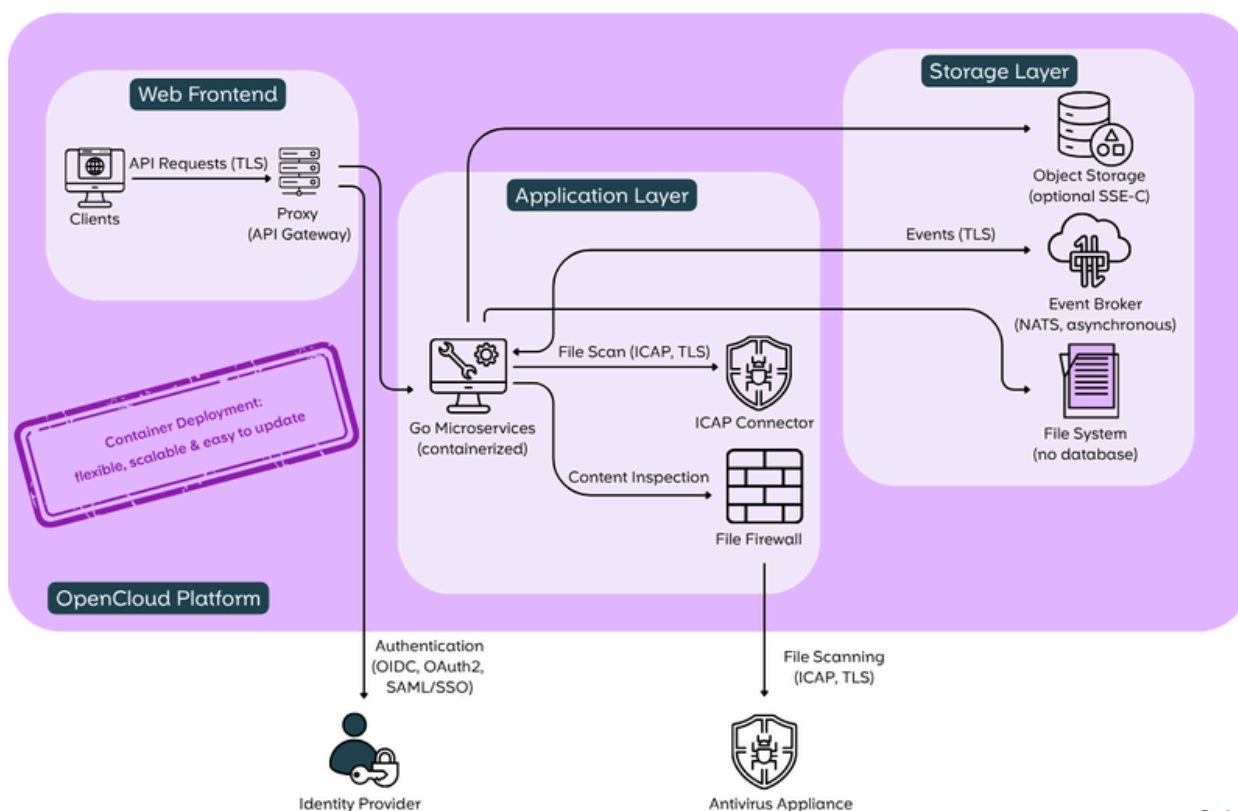 Web Frontend
API Requests (TLS)
Clients
Proxy
(API Gateway)
Storage Layer
Object Storage
(optional SSE-C)
Events (TLS)
Event Broker
(NATS, asynchronous)
File System
(no database)
Application Layer
File Scan (ICAP, TLS)
Go Microservices
(containerized)
ICAP Connector
Content Inspection
File Firewall
Container Deployment:
flexible, scalable & easy to update
OpenCloud Platform
Authentication
(OIDC, OAuth2,
SAML/SSO)
File Scanning
(ICAP, TLS)
Identity Provider
Antivirus Appliance